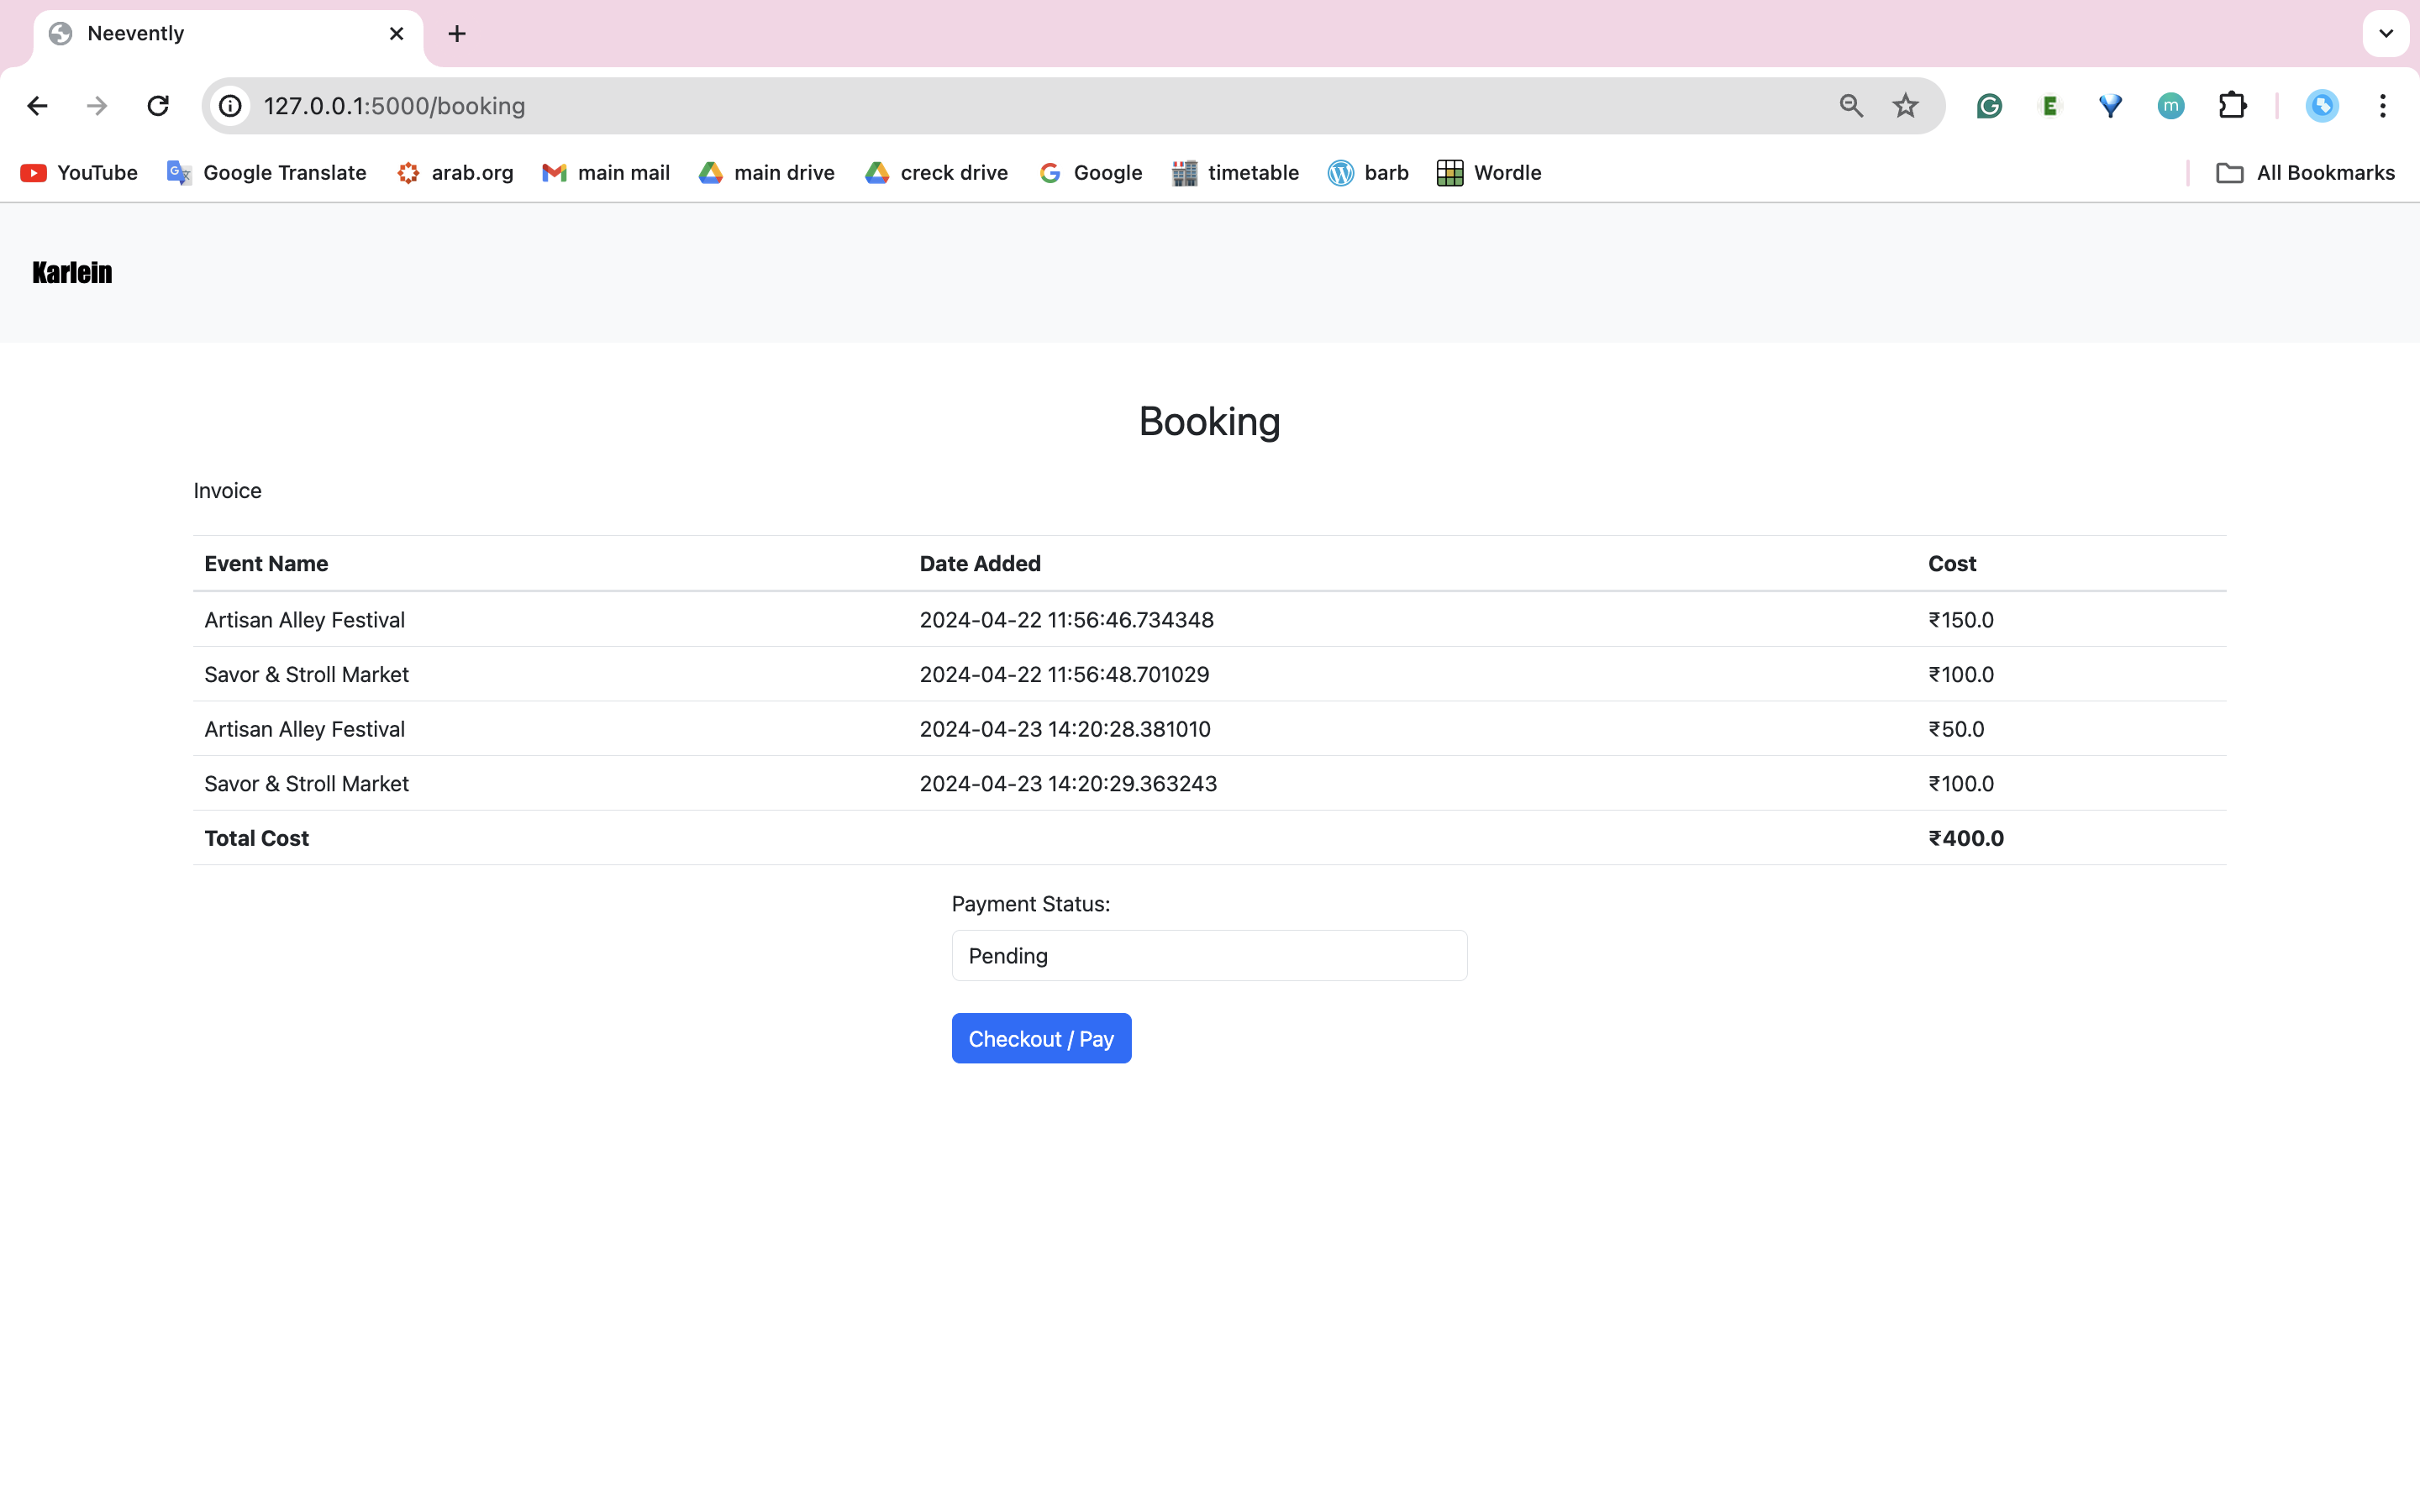 Neevently
127.0.0.1:5000/booking
YouTube Google Translate arab.org main mail main drive creck drive Google timetable barb Wordle All Bookmarks
Karlein
Booking
Invoice
Event Name Date Added Cost
Artisan Alley Festival 2024-04-22 11:56:46.734348 ₹150.0
Savor & Stroll Market 2024-04-22 11:56:48.701029 ₹100.0
Artisan Alley Festival 2024-04-23 14:20:28.381010 ₹50.0
Savor & Stroll Market 2024-04-23 14:20:29.363243 ₹100.0
Total Cost ₹400.0
Payment Status:
Pending
Checkout / Pay